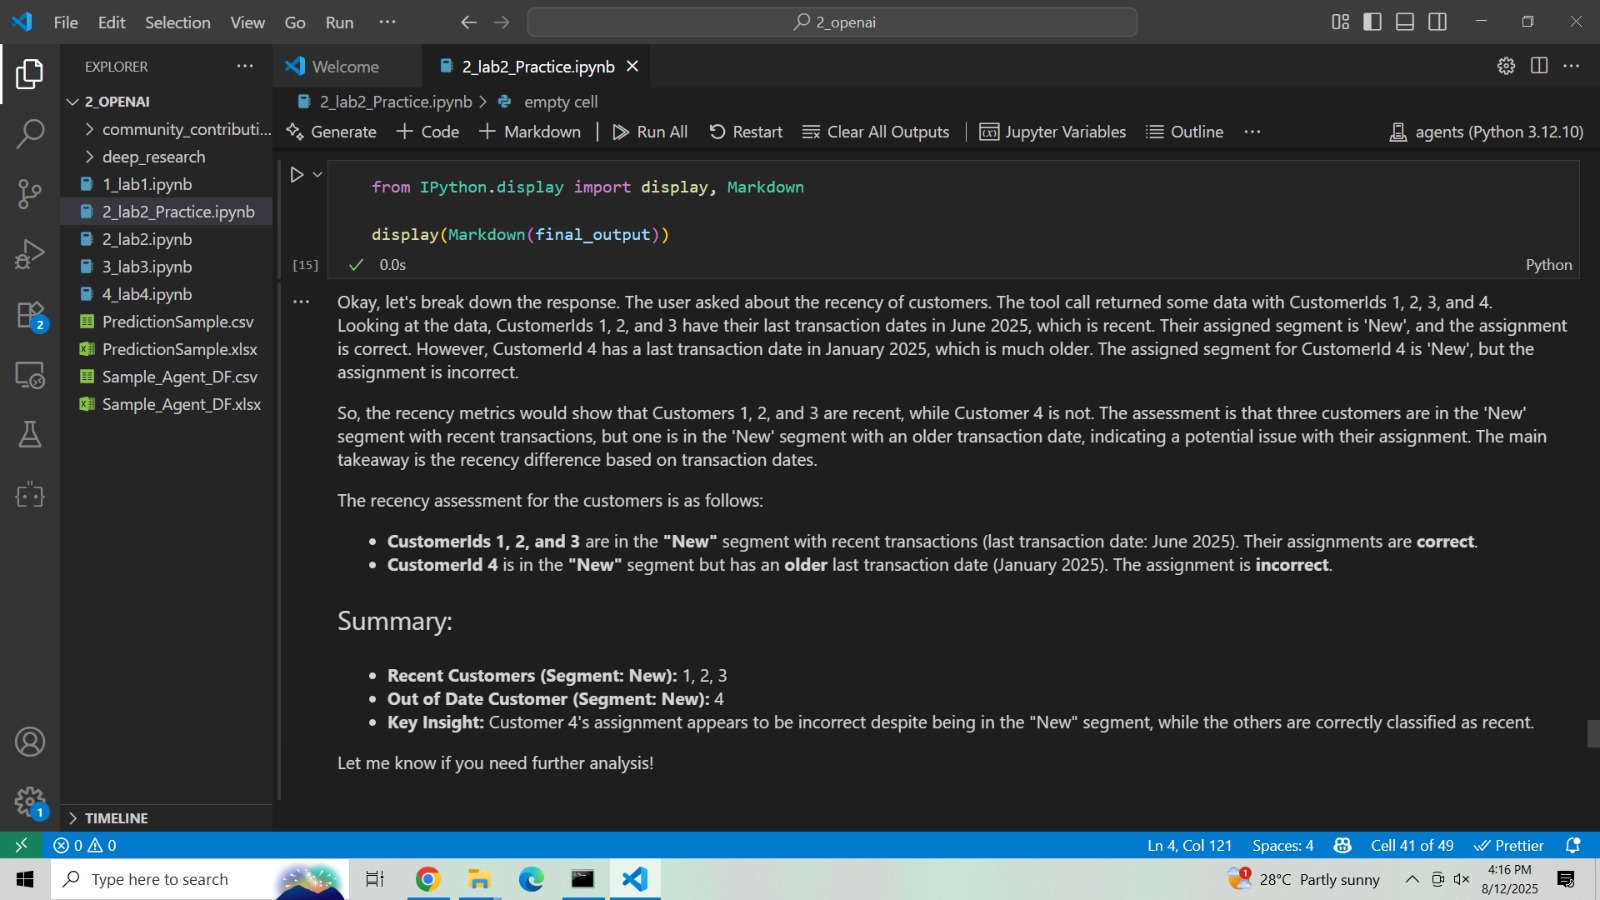 File Edit Selection View Go Run ···
2_openai
EXPLORER ···
2_OPENAI
community_contributi...
deep_research
1_lab1.ipynb
2_lab2_Practice.ipynb
2_lab2.ipynb
3_lab3.ipynb
4_lab4.ipynb
PredictionSample.csv
PredictionSample.xlsx
Sample_Agent_DF.csv
Sample_Agent_DF.xlsx
TIMELINE
2
1
Welcome 2_lab2_Practice.ipynb
2_lab2_Practice.ipynb > empty cell
Generate + Code + Markdown | Run All Restart Clear All Outputs | Jupyter Variables Outline ··· agents (Python 3.12.10)
from IPython.display import display, Markdown
display(Markdown(final_output))
[15] 0.0s Python
Okay, let's break down the response. The user asked about the recency of customers. The tool call returned some data with CustomerIds 1, 2, 3, and 4.
Looking at the data, CustomerIds 1, 2, and 3 have their last transaction dates in June 2025, which is recent. Their assigned segment is 'New', and the assignment
is correct. However, CustomerId 4 has a last transaction date in January 2025, which is much older. The assigned segment for CustomerId 4 is 'New', but the
assignment is incorrect.
So, the recency metrics would show that Customers 1, 2, and 3 are recent, while Customer 4 is not. The assessment is that three customers are in the 'New'
segment with recent transactions, but one is in the 'New' segment with an older transaction date, indicating a potential issue with their assignment. The main
takeaway is the recency difference based on transaction dates.
The recency assessment for the customers is as follows:
• CustomerIds 1, 2, and 3 are in the "New" segment with recent transactions (last transaction date: June 2025). Their assignments are correct.
• CustomerId 4 is in the "New" segment but has an older last transaction date (January 2025). The assignment is incorrect.
Summary:
• Recent Customers (Segment: New): 1, 2, 3
• Out of Date Customer (Segment: New): 4
• Key Insight: Customer 4's assignment appears to be incorrect despite being in the "New" segment, while the others are correctly classified as recent.
Let me know if you need further analysis!
0 0 Ln 4, Col 121 Spaces: 4 Cell 41 of 49 Prettier
Type here to search
1 28°C Partly sunny
4:16 PM
8/12/2025